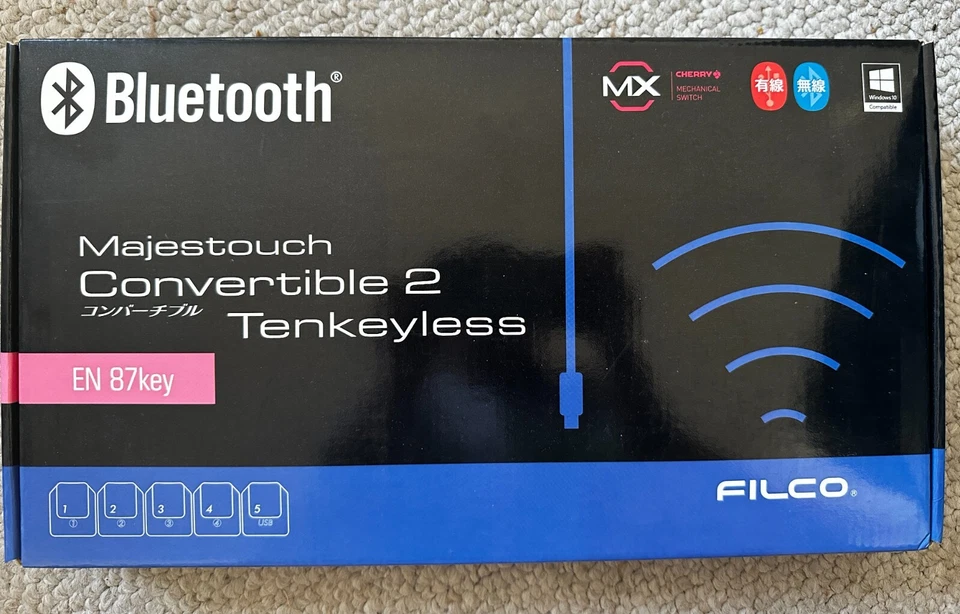 Bluetooth®
MX
CHERRY
MECHANICAL
SWITCH
有線
無線
Windows 10
Compatible
Majestouch
Convertible 2
コンバーチブル
Tenkeyless
EN 87key
1 2 3 4 5
① ② ③ ④ USB
FILCO®